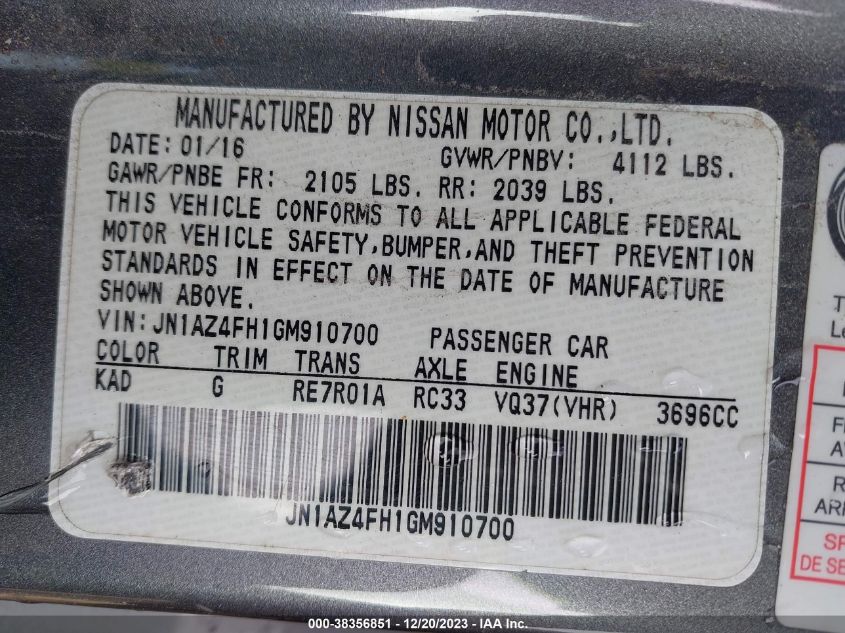 MANUFACTURED BY NISSAN MOTOR CO.,LTD.
DATE: 01/16 GVWR/PNBV: 4112 LBS.
GAWR/PNBE FR: 2105 LBS. RR: 2039 LBS.
THIS VEHICLE CONFORMS TO ALL APPLICABLE FEDERAL
MOTOR VEHICLE SAFETY,BUMPER,AND THEFT PREVENTION
STANDARDS IN EFFECT ON THE DATE OF MANUFACTURE
SHOWN ABOVE.
VIN:JN1AZ4FH1GM910700 PASSENGER CAR
COLOR TRIM TRANS AXLE ENGINE
KAD G RE7R01A RC33 VQ37(VHR) 3696CC
JN1AZ4FH1GM910700
DE SE
000-38356851 - 12/20/2023 - IAA Inc.